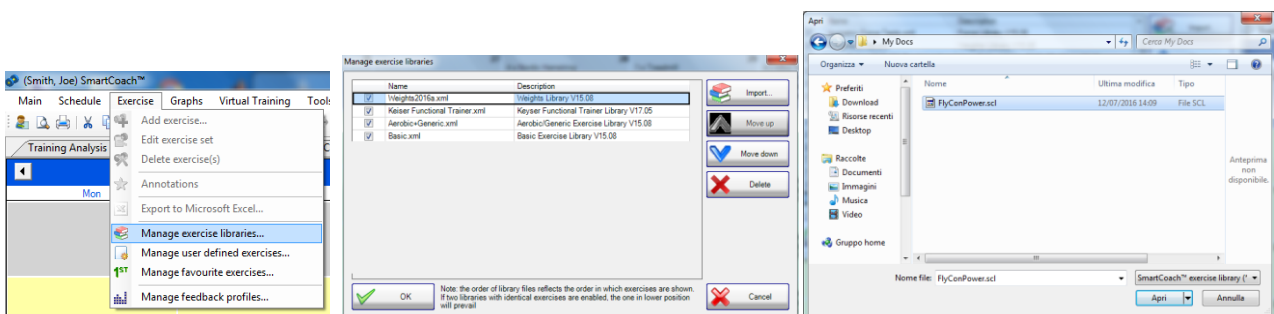 (Smith, Joe) SmartCoach™
Main Schedule Exercise Graphs Virtual Training Tools
Add exercise...
Edit exercise set
Training Analysis
Delete exercise(s)
Annotations
Mon
Export to Microsoft Excel...
Manage exercise libraries...
Manage user defined exercises...
1ST Manage favourite exercises...
Manage feedback profiles...
Manage exercise libraries
Name Description
Weights2016a.xml Weights Library V15.08
Keiser Functional Trainer.xml Keyser Functional Trainer Library V17.05
Aerobic+Generic.xml Aerobic/Generic Exercise Library V15.08
Basic.xml Basic Exercise Library V15.08
Import...
Move up
Move down
Delete
OK
Note: the order of library files reflects the order in which exercises are shown.
If two libraries with identical exercises are enabled, the one in lower position
will prevail
Cancel
Apri
My Docs
Cerca My Docs
Organizza Nuova cartella
Preferiti
Download
Risorse recenti
Desktop
Raccolte
Documenti
Immagini
Musica
Video
Gruppo home
Nome Ultima modifica Tipo
FlyConPower.scl 12/07/2016 14:09 File SCL
Anteprima
non
disponibile.
Nome file: FlyConPower.scl
SmartCoach™ exercise library (*
Apri Annulla